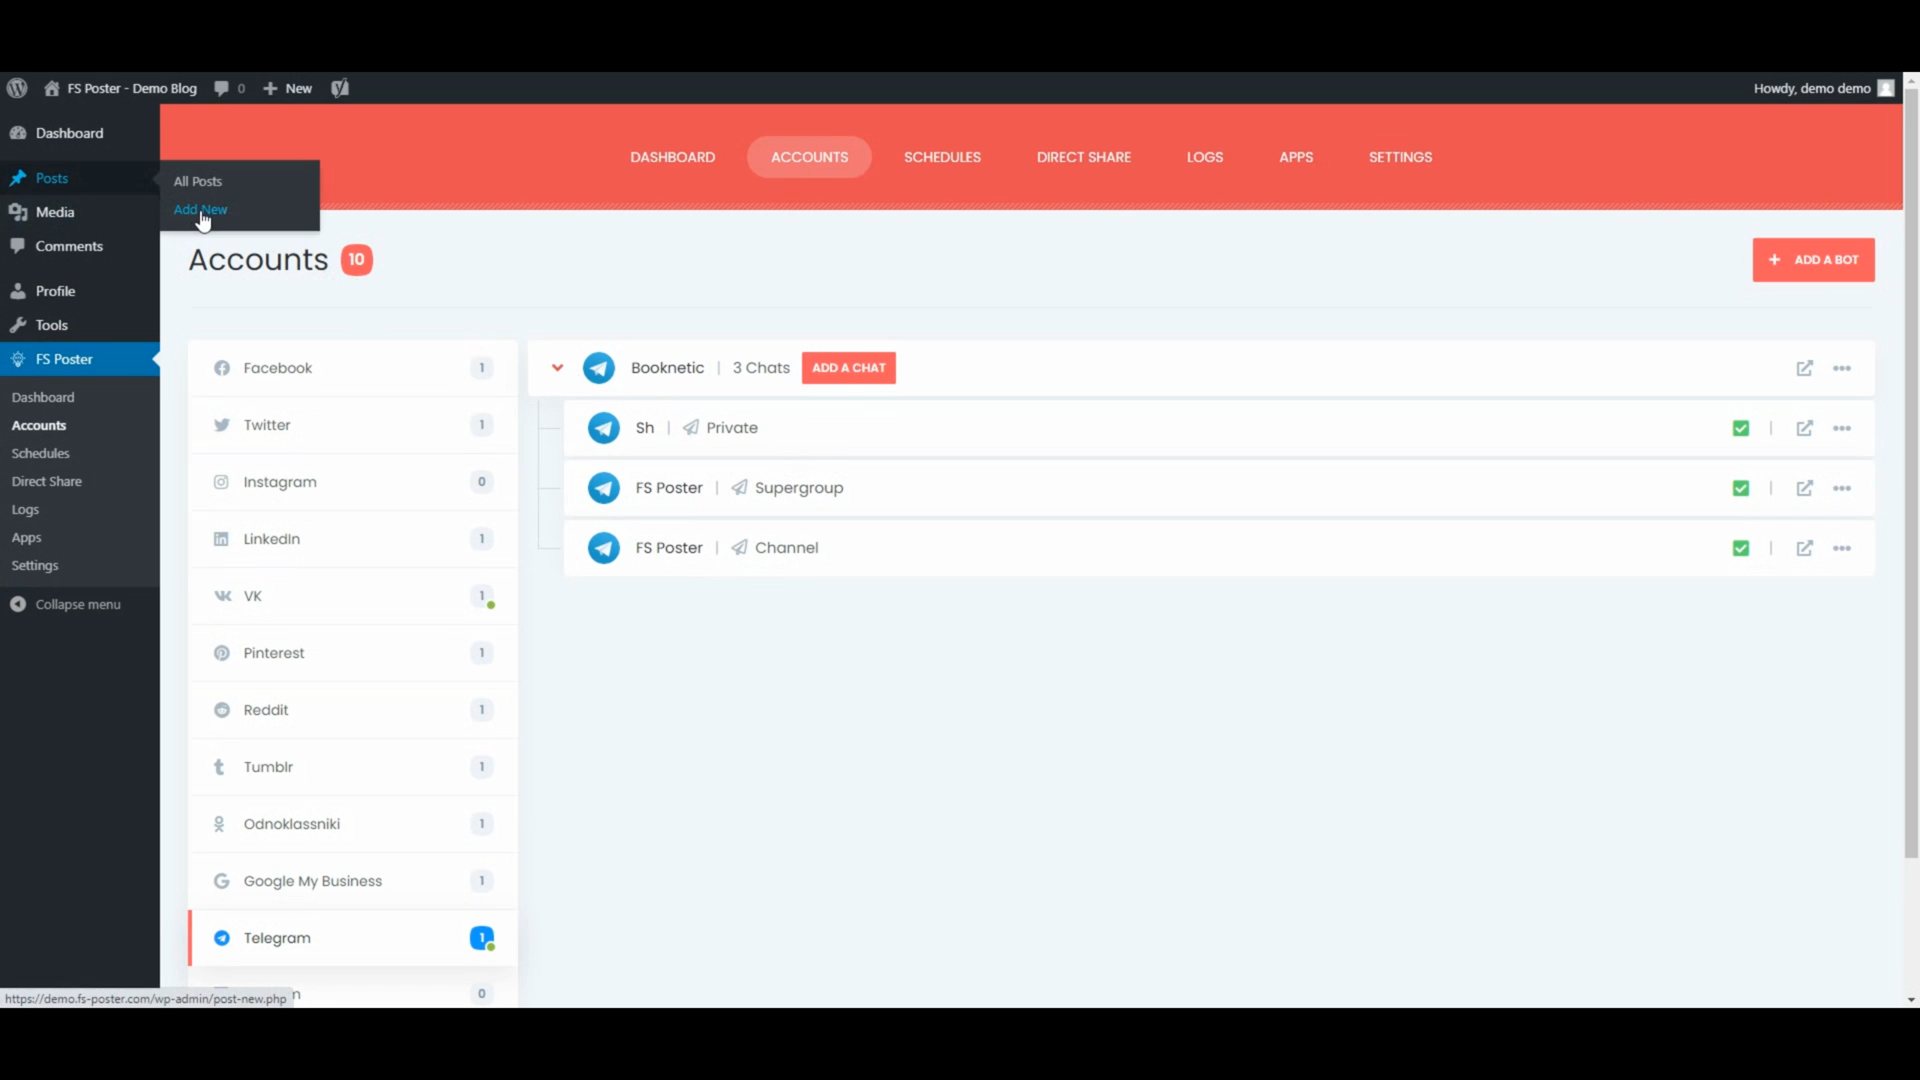 FS Poster - Demo Blog 0 New Howdy, demo demo
Dashboard
Posts
Media
Comments
Profile
Tools
FS Poster
Dashboard
Accounts
Schedules
Direct Share
Logs
Apps
Settings
Collapse menu
All Posts
Add New
DASHBOARD ACCOUNTS SCHEDULES DIRECT SHARE LOGS APPS SETTINGS
Accounts 10
+ ADD A BOT
Facebook 1
Twitter 1
Instagram 0
LinkedIn 1
VK 1
Pinterest 1
Reddit 1
Tumblr 1
Odnoklassniki 1
Google My Business 1
Telegram 1
0
Booknetic | 3 Chats ADD A CHAT
Sh | Private
FS Poster | Supergroup
FS Poster | Channel
https://demo.fs-poster.com/wp-admin/post-new.php